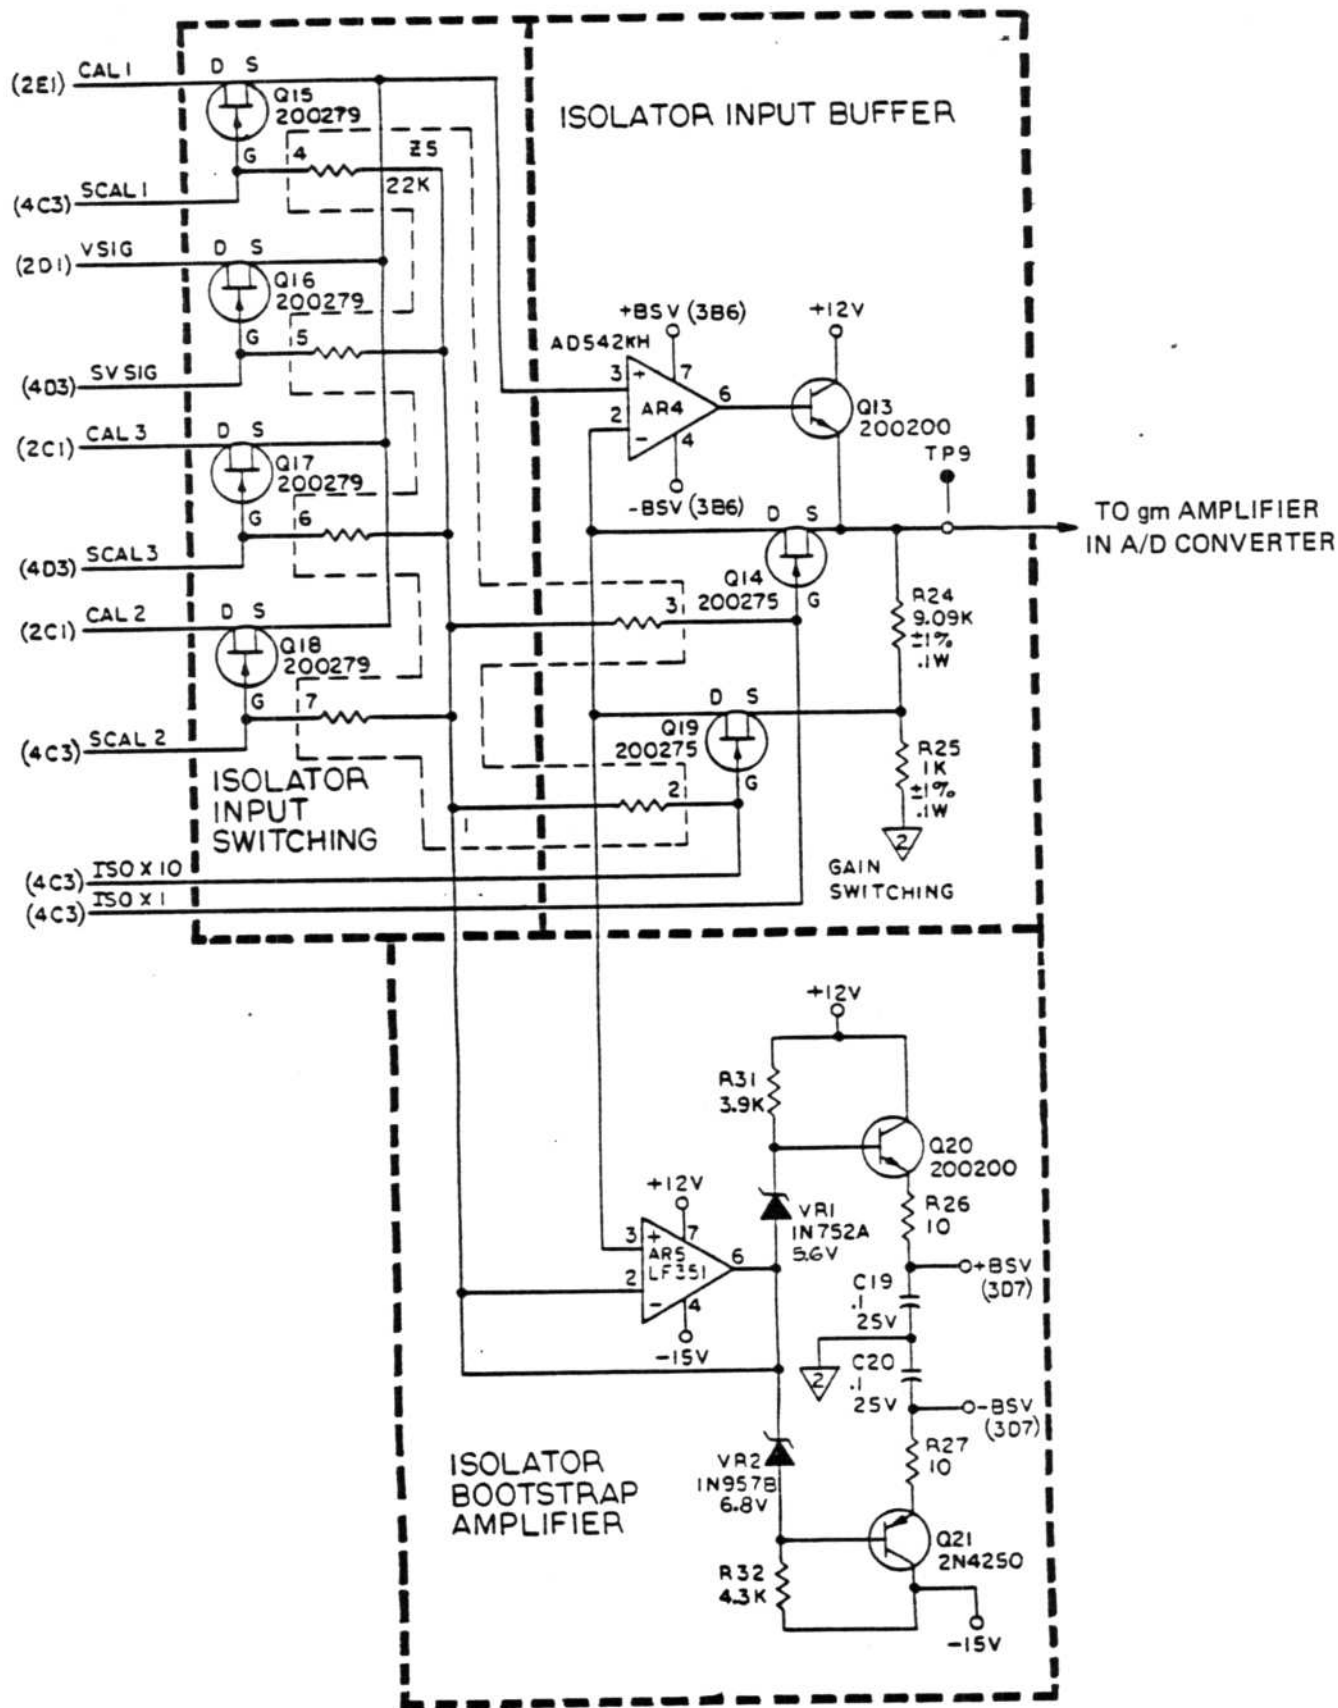 (2E1) CAL 1
D S
Q15
200279
G
4
Z5
22K
(4C3) SCAL 1
(2D1) VSIG
D S
Q16
200279
G
5
(4D3) SVSIG
(2C1) CAL 3
D S
Q17
200279
G
6
(4D3) SCAL 3
(2C1) CAL 2
D S
Q18
200279
G
7
(4C3) SCAL 2
ISOLATOR
INPUT
SWITCHING
1
(4C3) ISO X 10
(4C3) ISO X 1
ISOLATOR INPUT BUFFER
+BSV (3B6)
+12V
AD542KH
3 +
7
AR4
6
2 -
4
-BSV (3B6)
Q13
200200
TP9
TO gm AMPLIFIER
IN A/D CONVERTER
D S
Q14
200275
G
3
R24
9.09K
±1%
.1W
D S
Q19
200275
G
2
R25
1K
±1%
.1W
2
GAIN
SWITCHING
+12V
R31
3.9K
Q20
200200
+12V
3 +
7
AR5
LF351
6
2 -
4
-15V
VR1
1N752A
5.6V
R26
10
+BSV
(3D7)
C19
.1
25V
2
C20
.1
25V
-BSV
(3D7)
VR2
1N957B
6.8V
R27
10
Q21
2N4250
R32
4.3K
-15V
ISOLATOR
BOOTSTRAP
AMPLIFIER